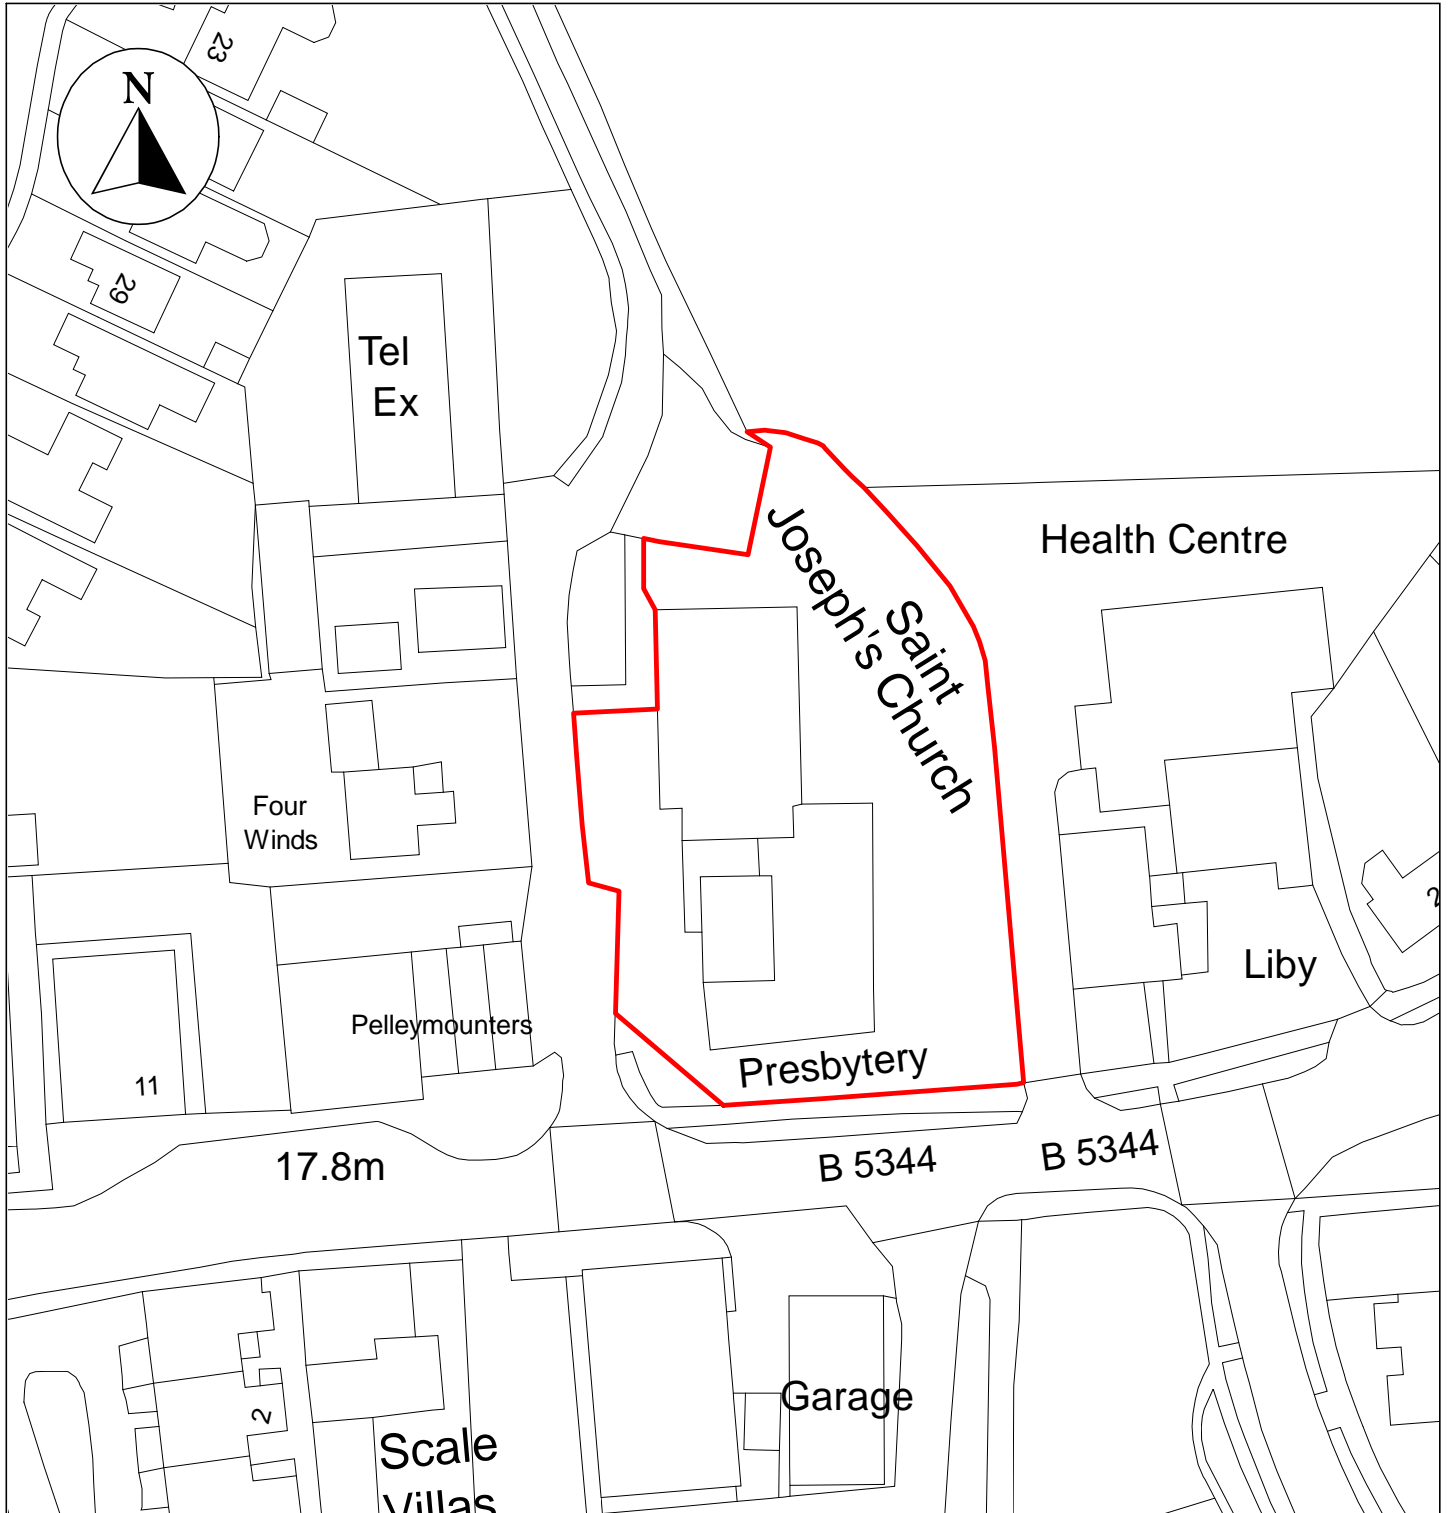 23
N
29
Tel
Ex
Health Centre
Saint
Joseph's Church
Four
Winds
2
Liby
Pelleymounters
Presbytery
11
17.8m
B 5344
B 5344
Garage
2
Scale
Villas